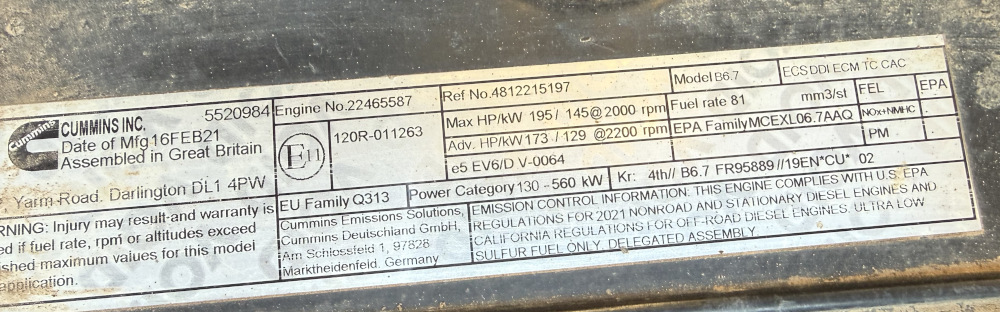 5520984
CUMMINS
CUMMINS INC.
Date of Mfg16FEB21
Assembled in Great Britain
Yarm Road. Darlington DL1 4PW
RNING: Injury may result and warranty is
ed if fuel rate, rpm or altitudes exceed
shed maximum values for this model
application.
Engine No.22465587
E11
120R-011263
EU Family Q313
Cummins Emissions Solutions,
Cummins Deutschland GmbH,
Am Schlossfeld 1, 97828
Marktheidenfeld, Germany
Ref No.4812215197
Max HP/kW 195/ 145@2000 rpm
Adv. HP/kW173 / 129 @2200 rpm
e5 EV6/D V-0064
Power Category130 - 560 kW
Model B6.7
ECS DDI ECM TC CAC
Fuel rate 81 mm3/st
EPA Family MCEXL06.7AAQ
FEL
EPA
NOx+NMHC
PM
Kr: 4th// B6.7 FR95889//19EN*CU* 02
EMISSION CONTROL INFORMATION: THIS ENGINE COMPLIES WITH U.S. EPA
REGULATIONS FOR 2021 NONROAD AND STATIONARY DIESEL ENGINES AND
CALIFORNIA REGULATIONS FOR OFF-ROAD DIESEL ENGINES. ULTRA LOW
SULFUR FUEL ONLY. DELEGATED ASSEMBLY.